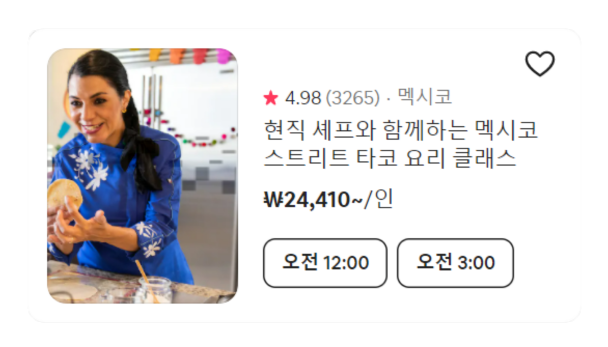 ★ 4.98 (3265) · 멕시코
현직 셰프와 함께하는 멕시코
스트리트 타코 요리 클래스
₩24,410~/인
오전 12:00 오전 3:00